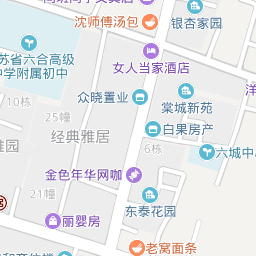 沈师傅汤包
银杏家园
苏省六合高级
中学附属初中
女人当家酒店
众晓置业
棠城新苑
洋
10栋
25幢
白果房产
经典雅居
雅园
6栋
六城中
金色年华网咖
21幢
东泰花园
丽婴房
老窝面条